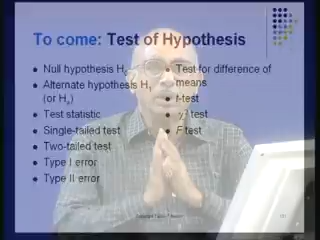 To come: Test of Hypothesis
Null hypothesis H₀
Alternate hypothesis H₁
(or Hₐ)
Test statistic
Single-tailed test
Two-tailed test
Type I error
Type II error
Test for difference of
means
t-test
χ² test
F test